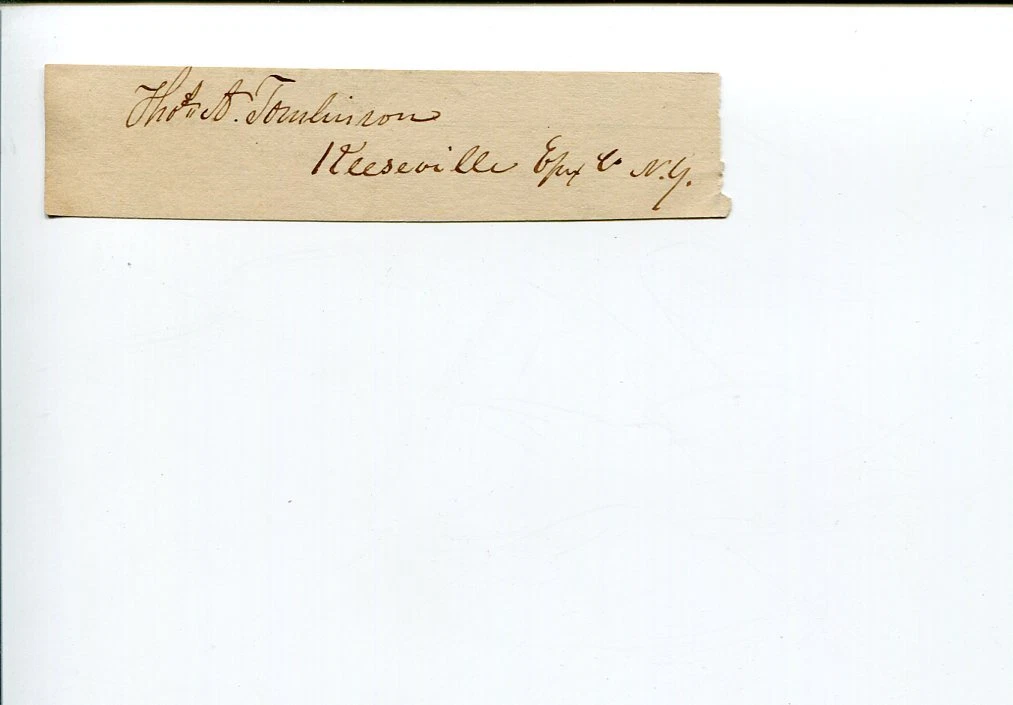 Thos A. Tomlinson
Keeseville Essex Co N.Y.